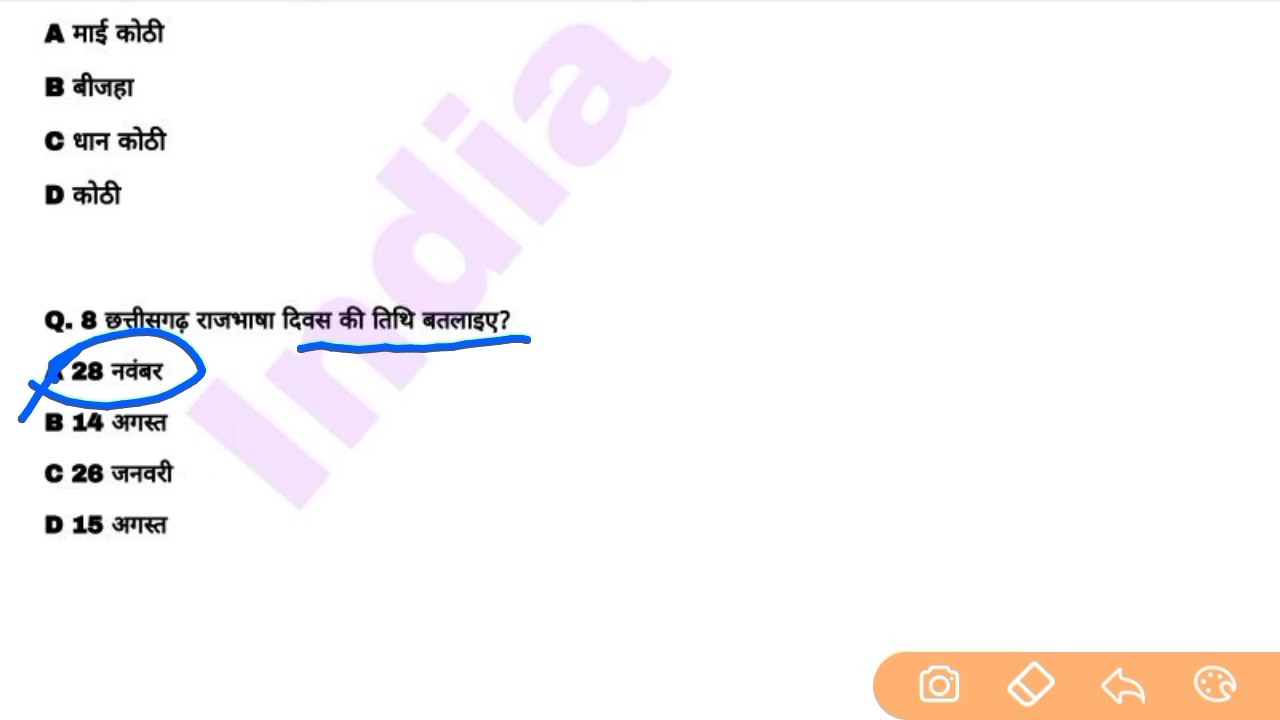 A माई कोठी
B बीजहा
C धान कोठी
D कोठी
Q. 8 छत्तीसगढ़ राजभाषा दिवस की तिथि बतलाइए?
A 28 नवंबर
B 14 अगस्त
C 26 जनवरी
D 15 अगस्त
India